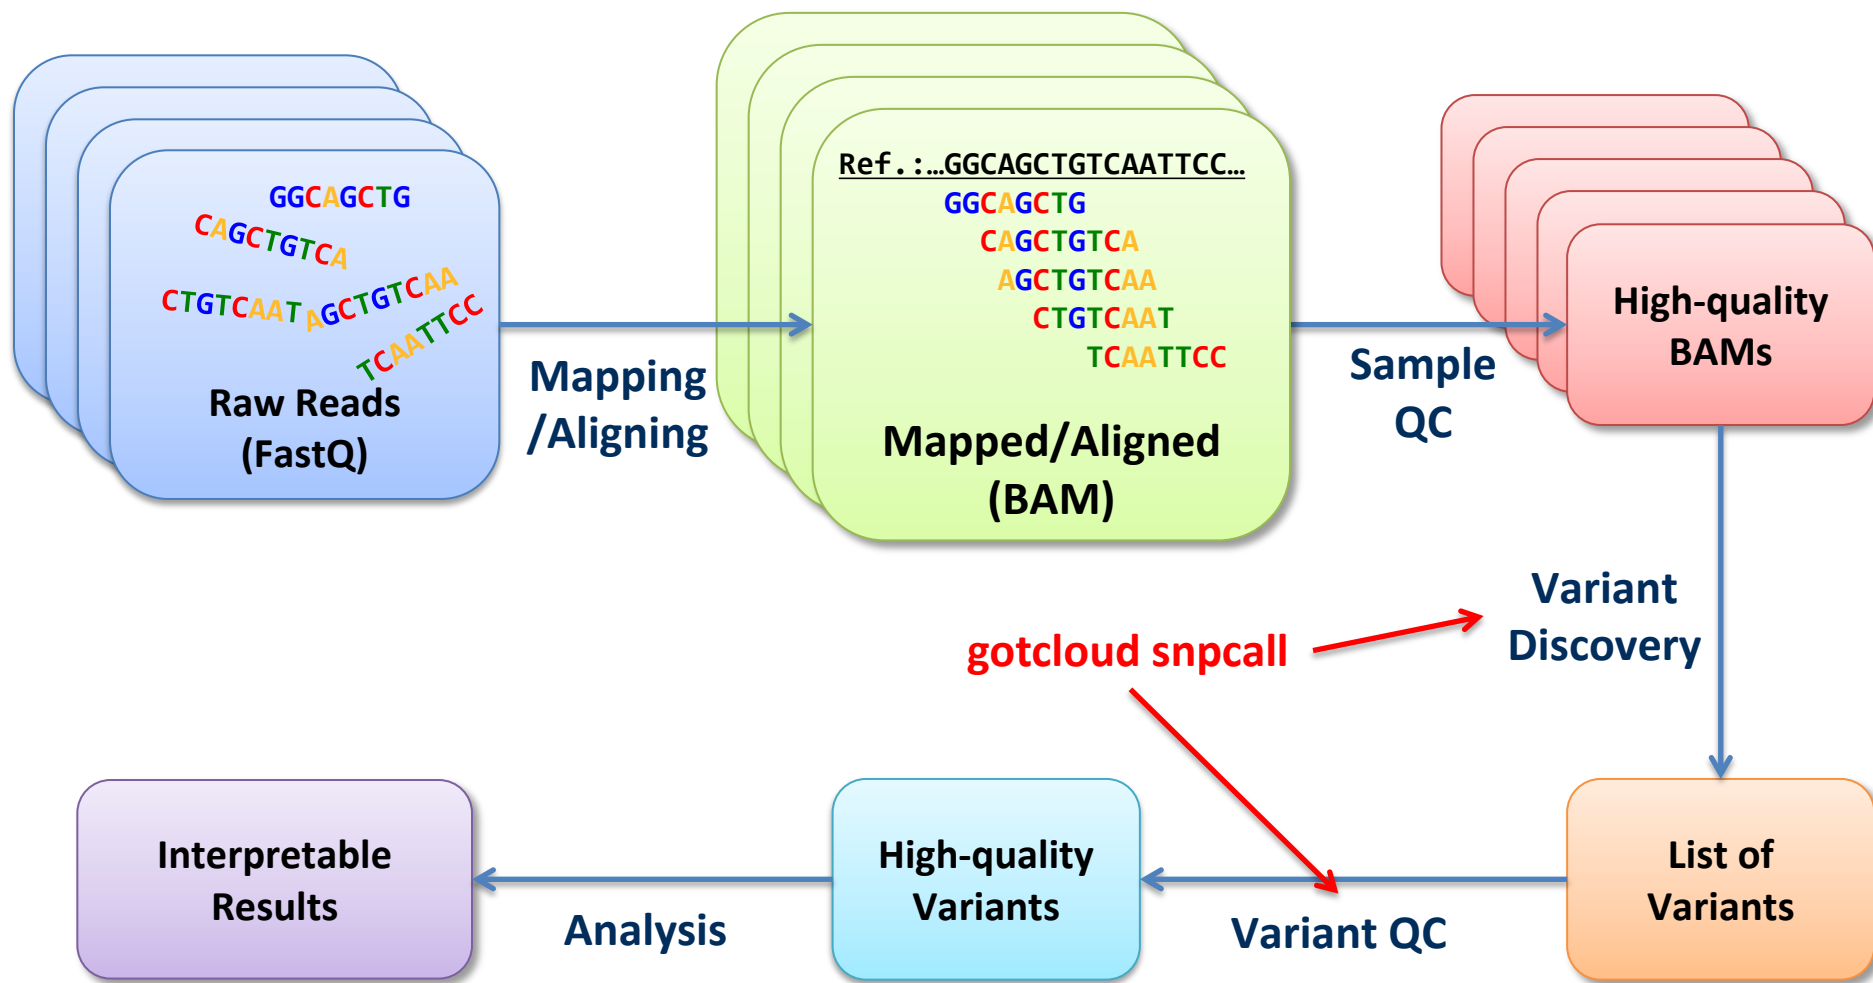 GGCAGCTG
CAGCTGTCA
CTGTCAAT
AGCTGTCAA
TCAATTCC
Raw Reads
(FastQ)
Mapping
/Aligning
Ref.:…GGCAGCTGTCAATTCC…
GGCAGCTG
CAGCTGTCA
AGCTGTCAA
CTGTCAAT
TCAATTCC
Mapped/Aligned
(BAM)
Sample
QC
High-quality
BAMs
Variant
Discovery
gotcloud snpcall
List of
Variants
Variant QC
High-quality
Variants
Analysis
Interpretable
Results